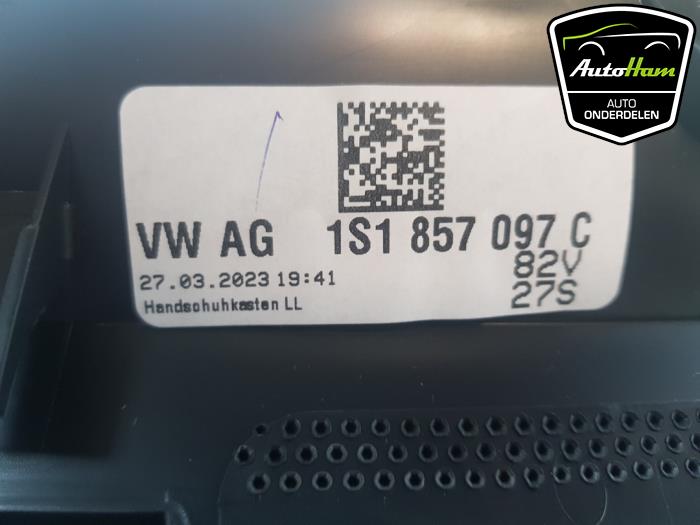 AutoHam
AUTO
ONDERDELEN
VW AG 1S1 857 097 C
82V
27.03.2023 19:41
27S
Handschuhkasten LL